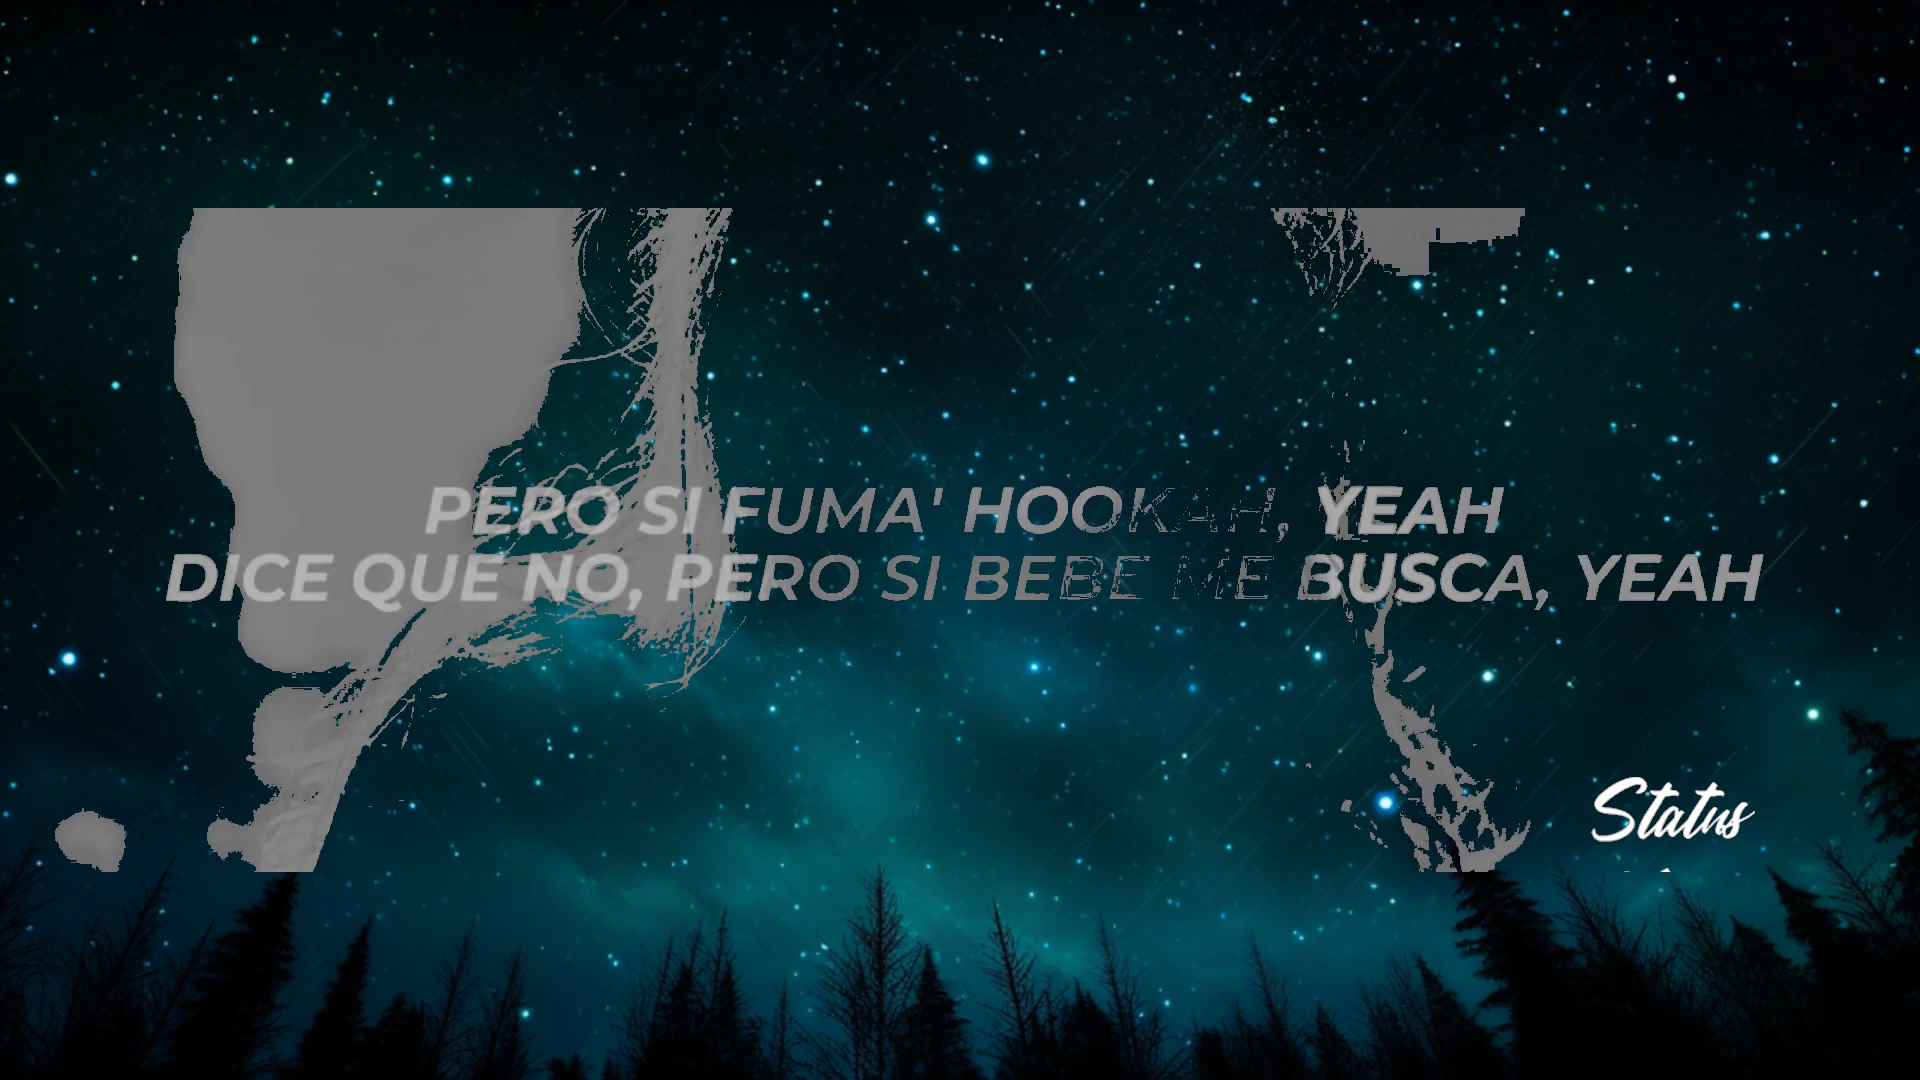 PERO SI FUMA' HOOKAH, YEAH
DICE QUE NO, PERO SI BEBE ME BUSCA, YEAH
Status